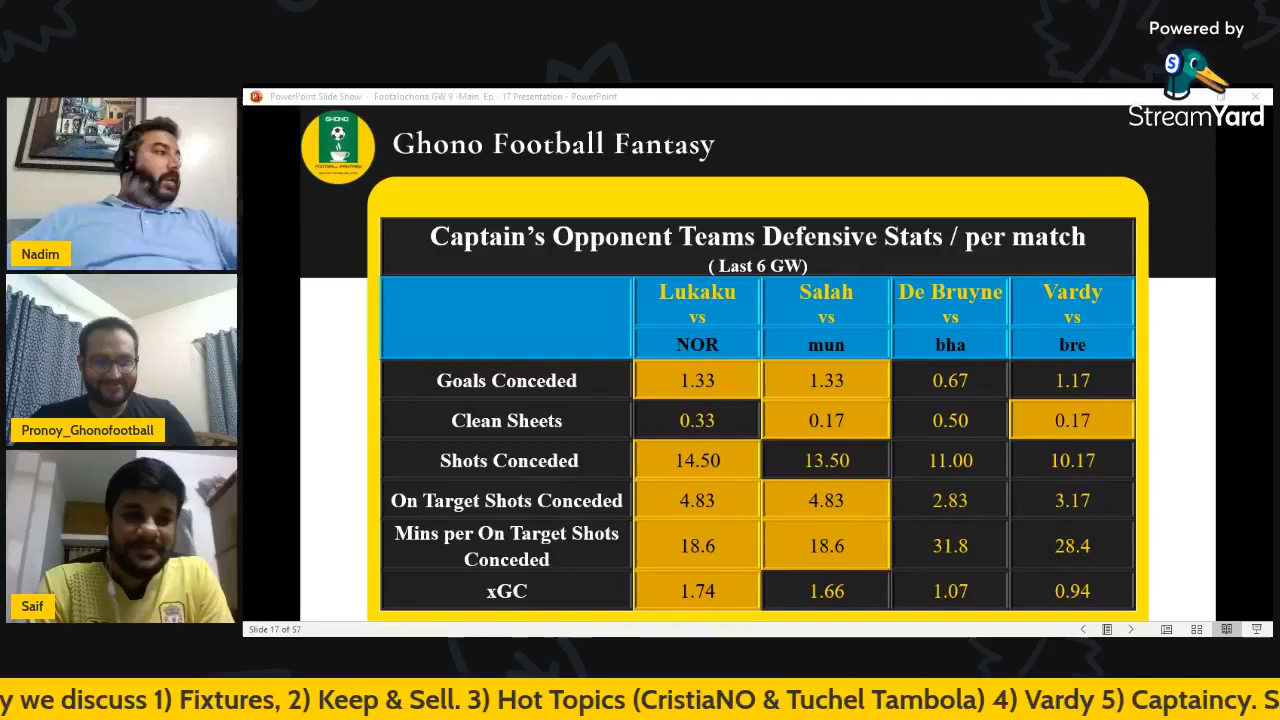 Powered by
StreamYard
PowerPoint Slide Show - Footalochona GW 9 -Main, Ep. 17 Presentation - PowerPoint
GHONO
FOOTBALL FANTASY
Ghono Football Fantasy
Captain's Opponent Teams Defensive Stats / per match
( Last 6 GW)
Lukaku vs NOR
Salah vs mun
De Bruyne vs bha
Vardy vs bre
Goals Conceded 1.33 1.33 0.67 1.17
Clean Sheets 0.33 0.17 0.50 0.17
Shots Conceded 14.50 13.50 11.00 10.17
On Target Shots Conceded 4.83 4.83 2.83 3.17
Mins per On Target Shots Conceded 18.6 18.6 31.8 28.4
xGC 1.74 1.66 1.07 0.94
Slide 17 of 57
Nadim
Pronoy_Ghonofootball
Saif
y we discuss 1) Fixtures, 2) Keep & Sell. 3) Hot Topics (CristiaNO & Tuchel Tambola) 4) Vardy 5) Captaincy. S